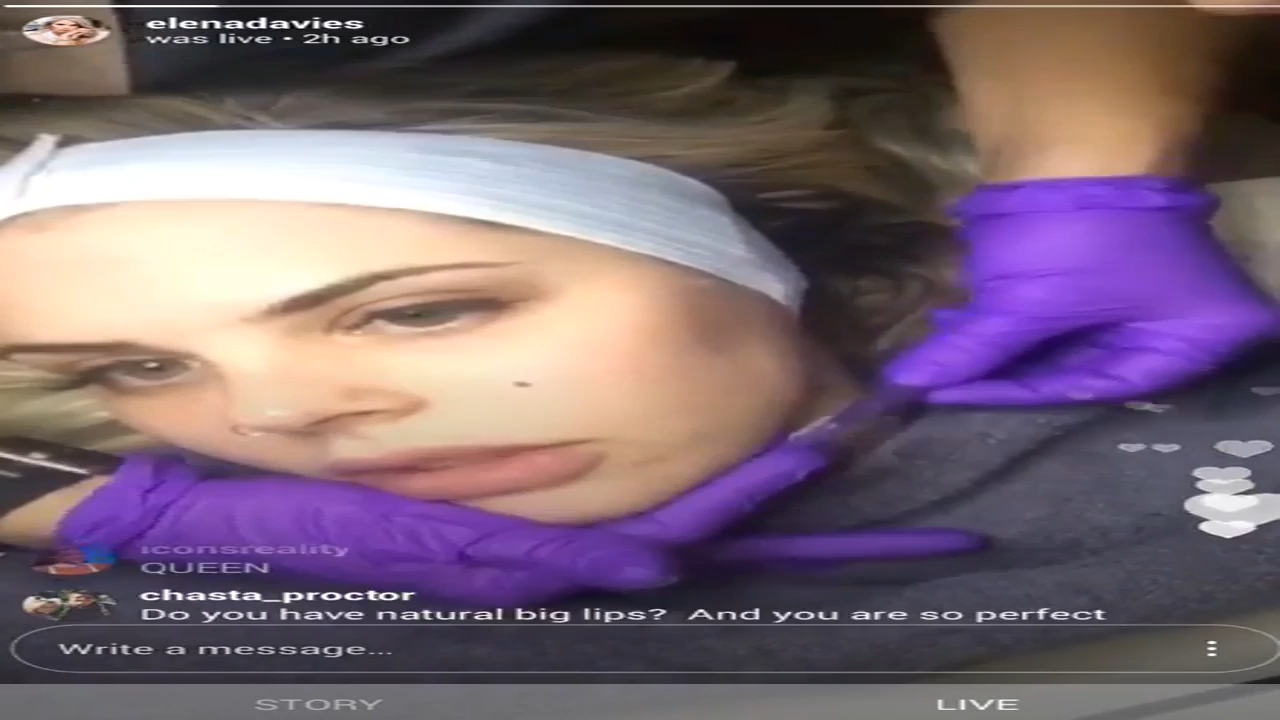 elenadavies
was live • 2h ago
iconsreality
QUEEN
chasta_proctor
Do you have natural big lips? And you are so perfect
Write a message...
STORY
LIVE